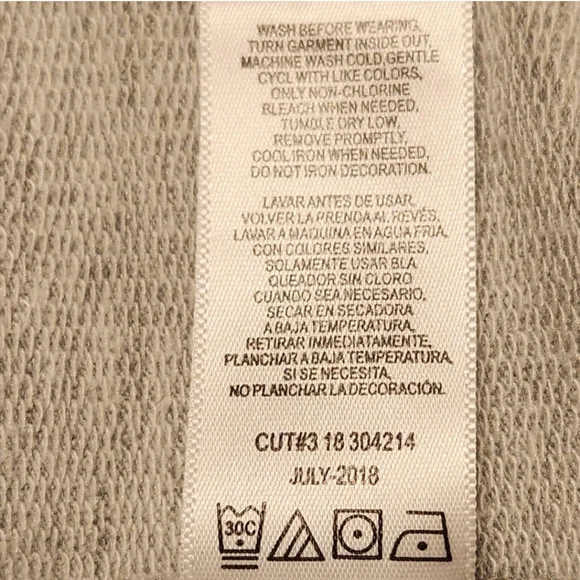 WASH BEFORE WEARING,
TURN GARMENT INSIDE OUT,
MACHINE WASH COLD, GENTLE
CYCL WITH LIKE COLORS,
ONLY NON-CHLORINE
BLEACH WHEN NEEDED,
TUMBLE DRY LOW,
REMOVE PROMPTLY,
COOL IRON WHEN NEEDED,
DO NOT IRON DECORATION.
LAVAR ANTES DE USAR,
VOLVER LA PRENDA AL REVÉS,
LAVAR A MAQUINA EN AGUA FRIA,
CON COLORES SIMILARES,
SOLAMENTE USAR BLA
QUEADOR SIN CLORO
CUANDO SEA NECESARIO,
SECAR EN SECADORA
A BAJA TEMPERATURA,
RETIRAR INMEDIATAMENTE,
PLANCHAR A BAJA TEMPERATURA
SI SE NECESITA,
NO PLANCHAR LA DECORACIÓN.
CUT#3 18 304214
JULY-2018
30C